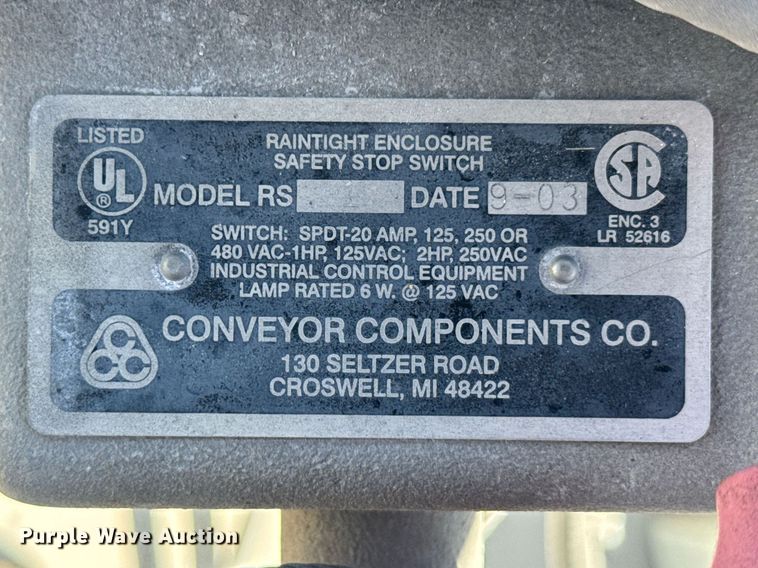 LISTED
UL
®
591Y
RAINTIGHT ENCLOSURE
SAFETY STOP SWITCH
MODEL RS DATE 9-03
SA
ENC. 3
LR 52616
SWITCH: SPDT-20 AMP, 125, 250 OR
480 VAC-1HP, 125VAC; 2HP, 250VAC
INDUSTRIAL CONTROL EQUIPMENT
LAMP RATED 6 W. @ 125 VAC
CCC
CONVEYOR COMPONENTS CO.
130 SELTZER ROAD
CROSWELL, MI 48422
Purple Wave Auction